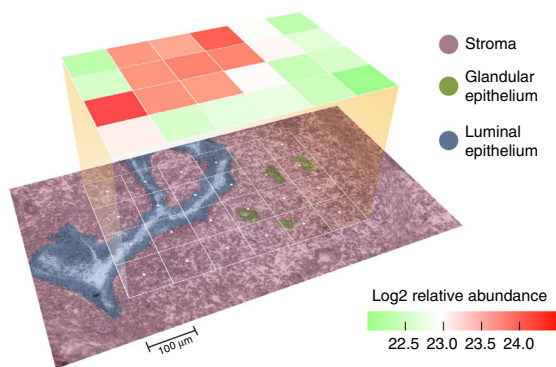 Stroma
Glandular
epithelium
Luminal
epithelium
Log2 relative abundance
22.5 23.0 23.5 24.0
100 μm